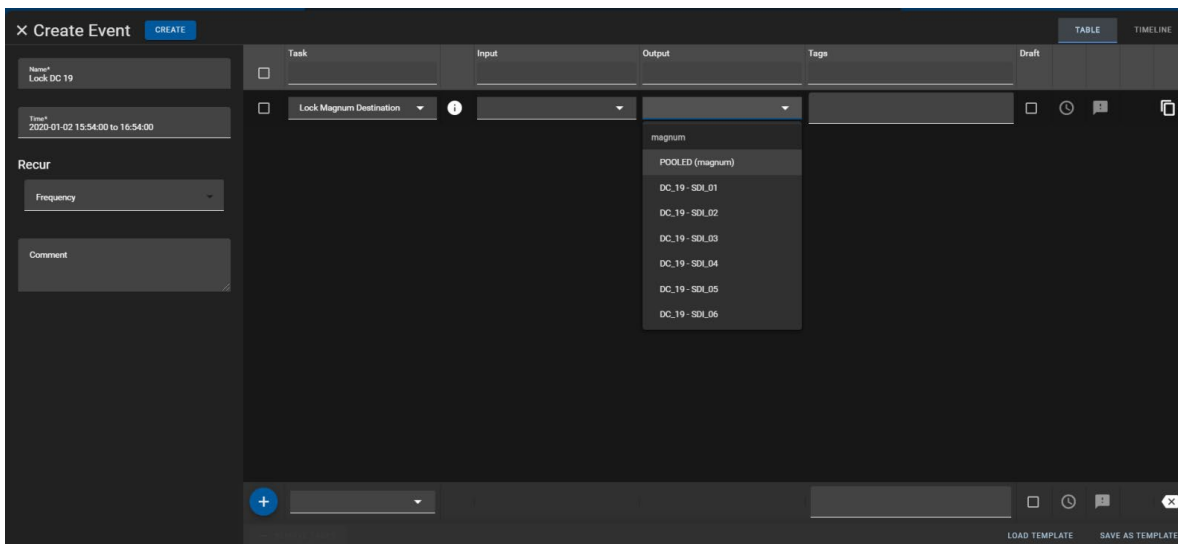 × Create Event CREATE TABLE TIMELINE
Name*
Lock DC 19
Time*
2020-01-02 15:54:00 to 16:54:00
Recur
Frequency
Comment
Task Input Output Tags Draft
Lock Magnum Destination
magnum
POOLED (magnum)
DC_19 - SDI_01
DC_19 - SDI_02
DC_19 - SDI_03
DC_19 - SDI_04
DC_19 - SDI_05
DC_19 - SDI_06
LOAD TEMPLATE SAVE AS TEMPLATE